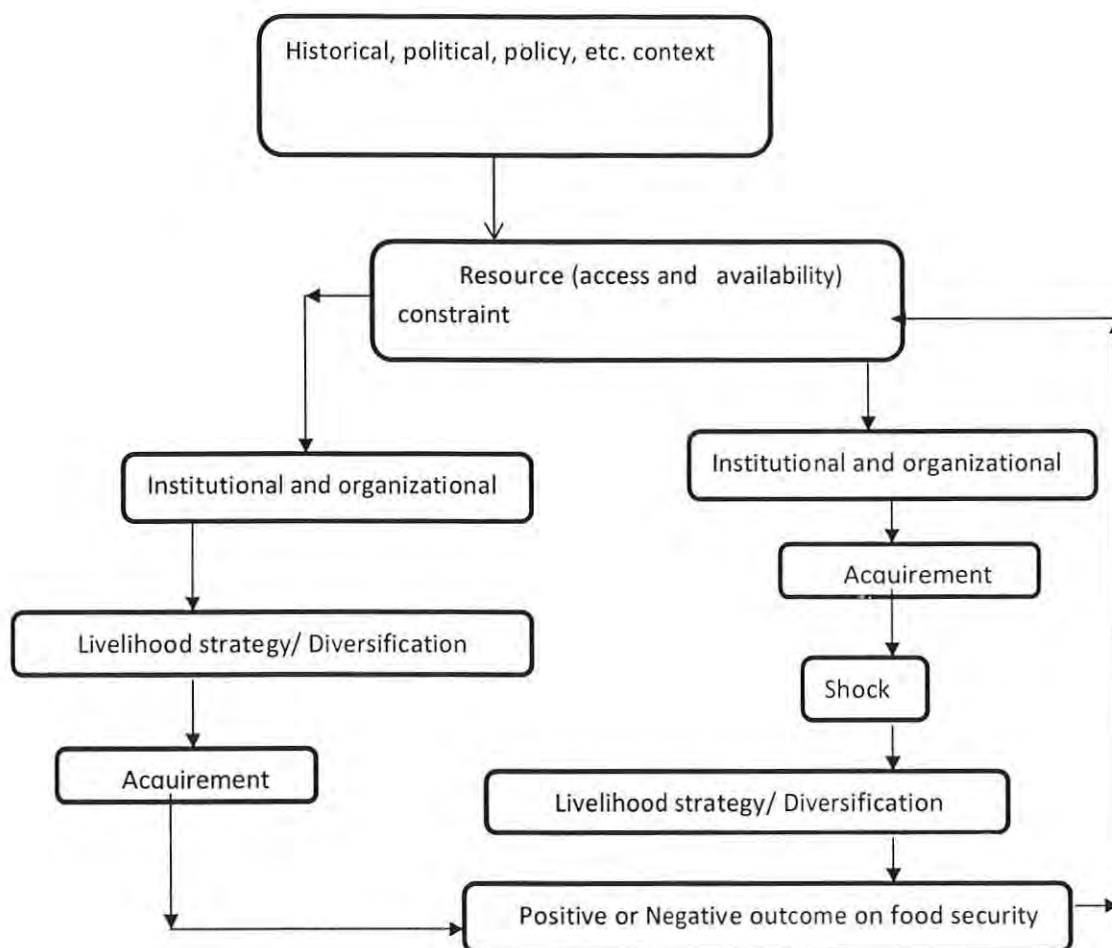 Historical, political, policy, etc. context
Resource (access and availability)
constraint
Institutional and organizational
Institutional and organizational
Acquirement
Livelihood strategy/ Diversification
Shock
Acquirement
Livelihood strategy/ Diversification
Positive or Negative outcome on food security